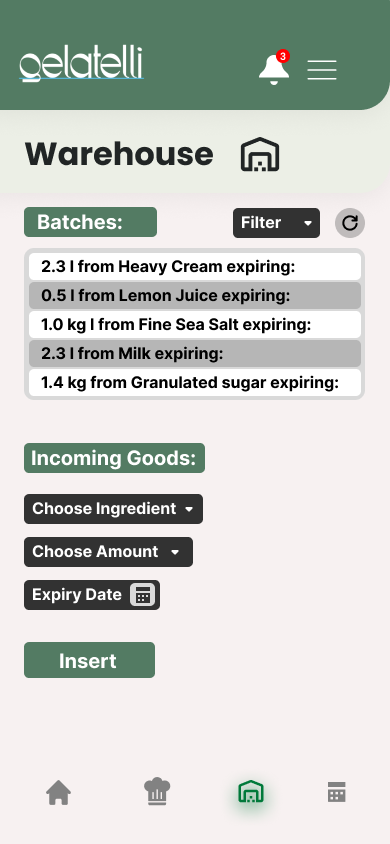 gelatelli
3
Warehouse
Batches:
Filter
2.3 l from Heavy Cream expiring:
0.5 l from Lemon Juice expiring:
1.0 kg l from Fine Sea Salt expiring:
2.3 l from Milk expiring:
1.4 kg from Granulated sugar expiring:
Incoming Goods:
Choose Ingredient
Choose Amount
Expiry Date
Insert